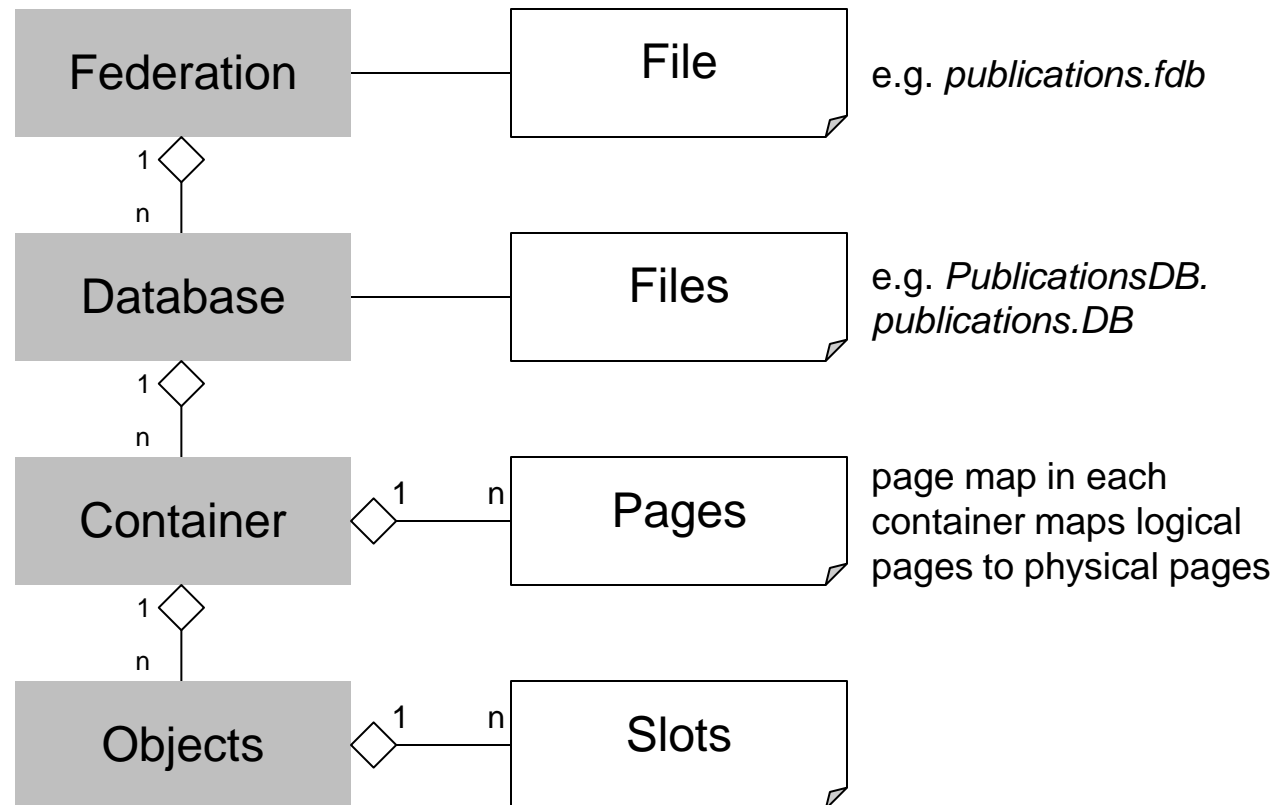 Federation
File
e.g. publications.fdb
1
n
Database
Files
e.g. PublicationsDB.
publications.DB
1
n
Container
1
n
Pages
page map in each
container maps logical
pages to physical pages
1
n
Objects
1
n
Slots